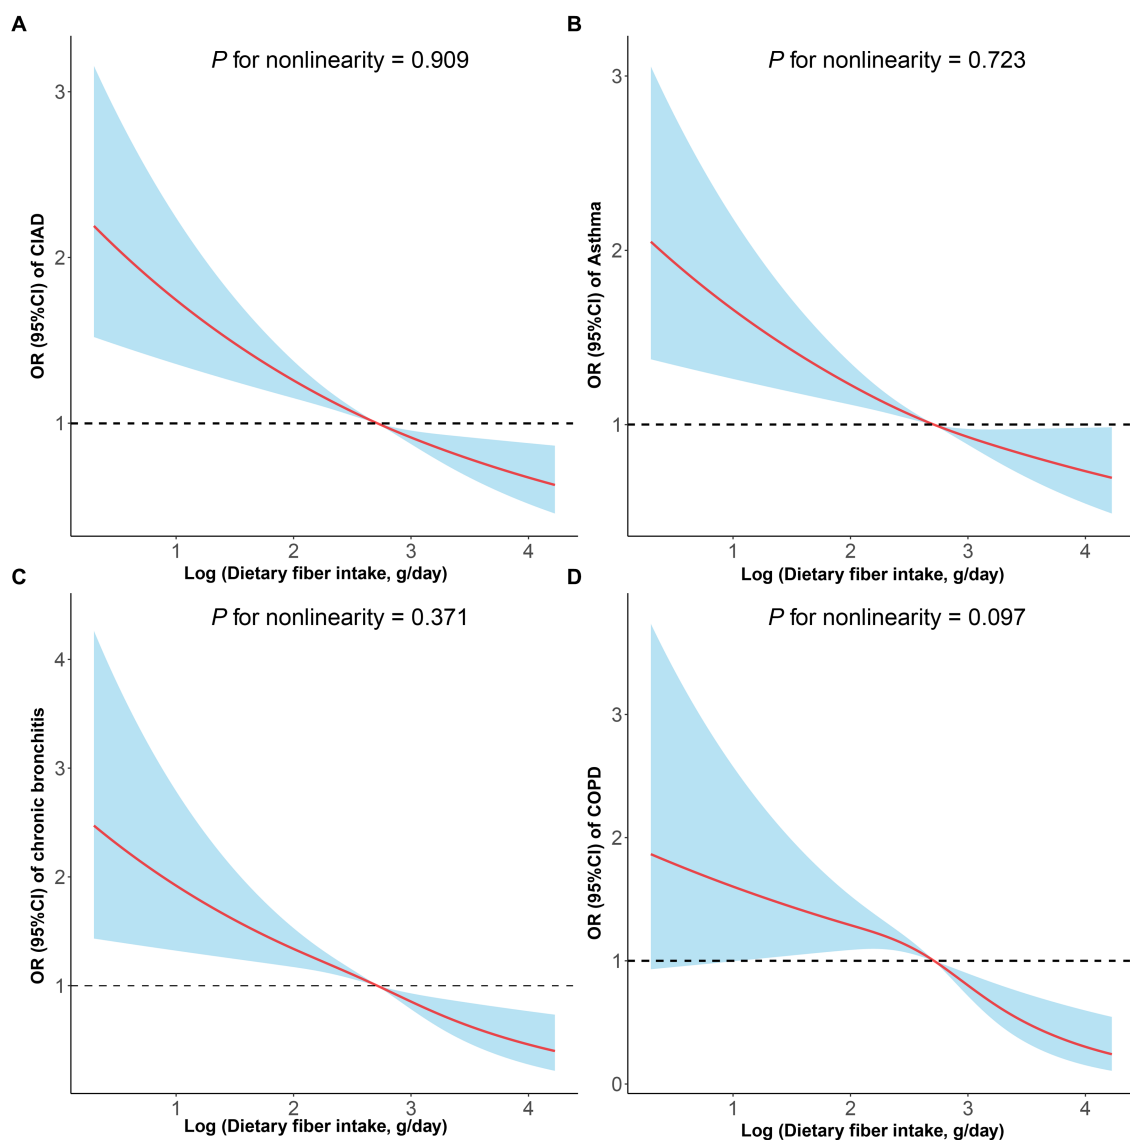 A
P for nonlinearity = 0.909
OR (95%CI) of CIAD
3
2
1
1 2 3 4
Log (Dietary fiber intake, g/day)
B
P for nonlinearity = 0.723
OR (95%CI) of Asthma
3
2
1
1 2 3 4
Log (Dietary fiber intake, g/day)
C
P for nonlinearity = 0.371
OR (95%CI) of chronic bronchitis
4
3
2
1
1 2 3 4
Log (Dietary fiber intake, g/day)
D
P for nonlinearity = 0.097
OR (95%CI) of COPD
3
2
1
0
1 2 3 4
Log (Dietary fiber intake, g/day)